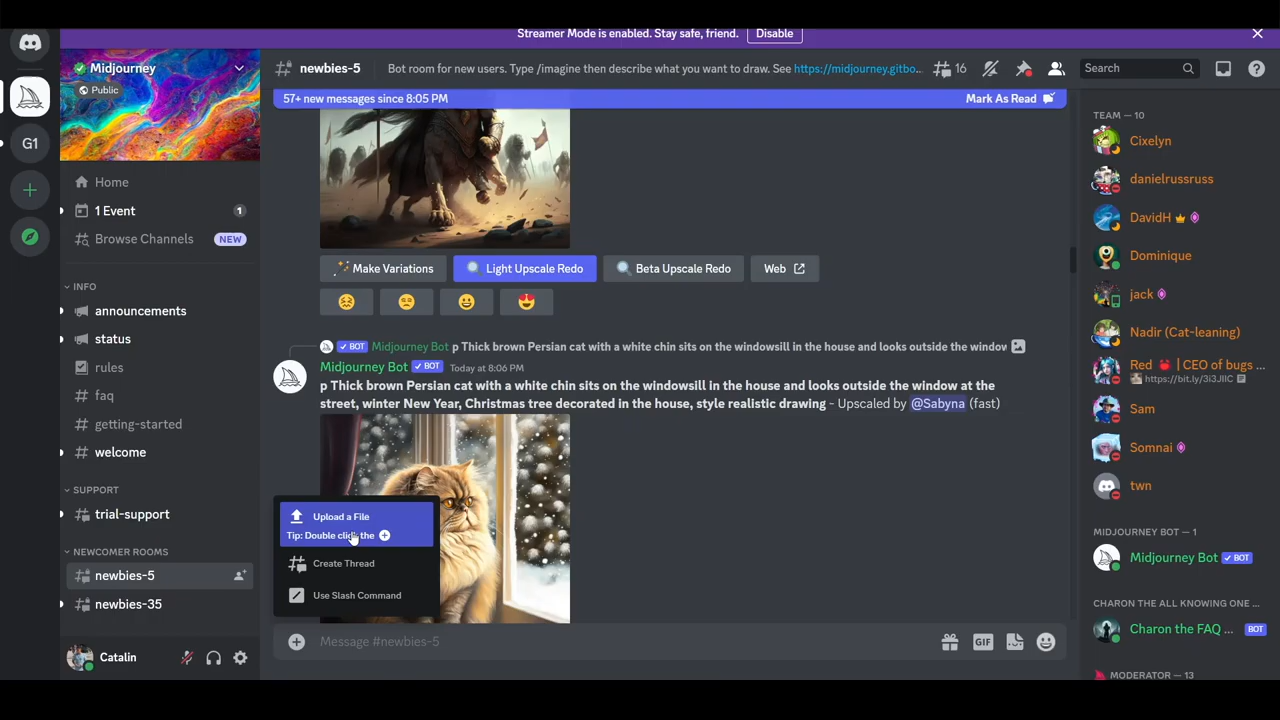 Streamer Mode is enabled. Stay safe, friend.
Disable
Midjourney
Public
newbies-5
Bot room for new users. Type /imagine then describe what you want to draw. See https://midjourney.gitbo...
16
Search
57+ new messages since 8:05 PM
Mark As Read
G1
Home
1 Event
1
Browse Channels
NEW
INFO
announcements
status
rules
faq
getting-started
welcome
SUPPORT
trial-support
NEWCOMER ROOMS
newbies-5
newbies-35
Catalin
Make Variations
Light Upscale Redo
Beta Upscale Redo
Web
BOT Midjourney Bot p Thick brown Persian cat with a white chin sits on the windowsill in the house and looks outside the window
Midjourney Bot BOT Today at 8:06 PM
p Thick brown Persian cat with a white chin sits on the windowsill in the house and looks outside the window at the
street, winter New Year, Christmas tree decorated in the house, style realistic drawing - Upscaled by @Sabyna (fast)
Upload a File
Tip: Double click the
Create Thread
Use Slash Command
Message #newbies-5
GIF
TEAM — 10
Cixelyn
danielrussruss
DavidH
Dominique
jack
Nadir (Cat-leaning)
Red | CEO of bugs ...
https://bit.ly/3i3JIIC
Sam
Somnai
twn
MIDJOURNEY BOT — 1
Midjourney Bot BOT
CHARON THE ALL KNOWING ONE ...
Charon the FAQ ... BOT
MODERATOR — 13